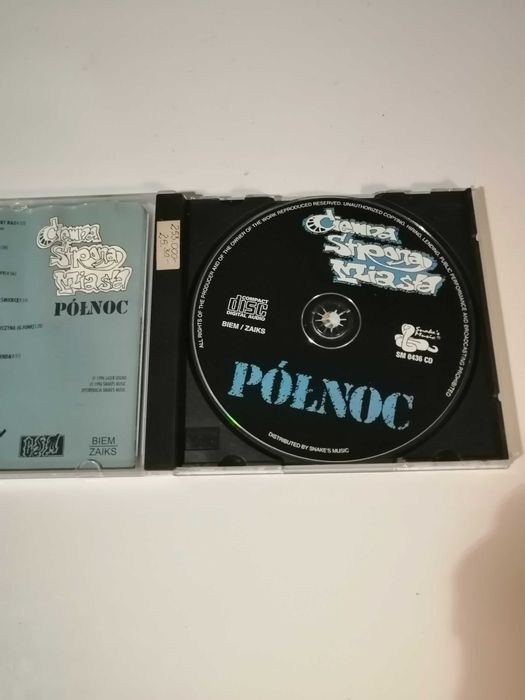 Ciemna
Strona
Miasta
PÓŁNOC
BIEM
ZAIKS
ALL RIGHTS OF THE PRODUCER AND OF THE OWNER OF THE WORK REPRODUCED RESERVED. UNAUTHORIZED COPYING, HIRING, LENDING, PUBLIC PERFORMANCE AND BROADCASTING PROHIBITED
Ciemna
Strona
Miasta
COMPACT
disc
DIGITAL AUDIO
BIEM / ZAIKS
Snake's
Music
SM 0436 CD
PÓŁNOC
DISTRIBUTED BY SNAKE'S MUSIC